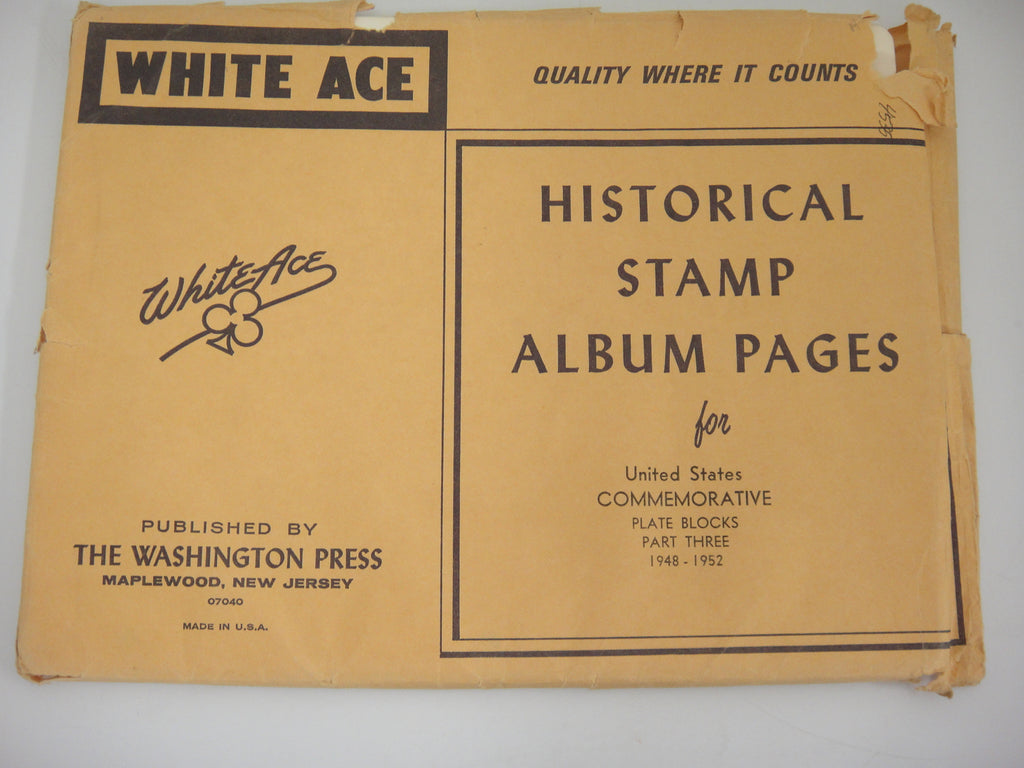 WHITE ACE
QUALITY WHERE IT COUNTS
White Ace
PUBLISHED BY
THE WASHINGTON PRESS
MAPLEWOOD, NEW JERSEY
07040
MADE IN U.S.A.
HISTORICAL
STAMP
ALBUM PAGES
for
United States
COMMEMORATIVE
PLATE BLOCKS
PART THREE
1948 - 1952